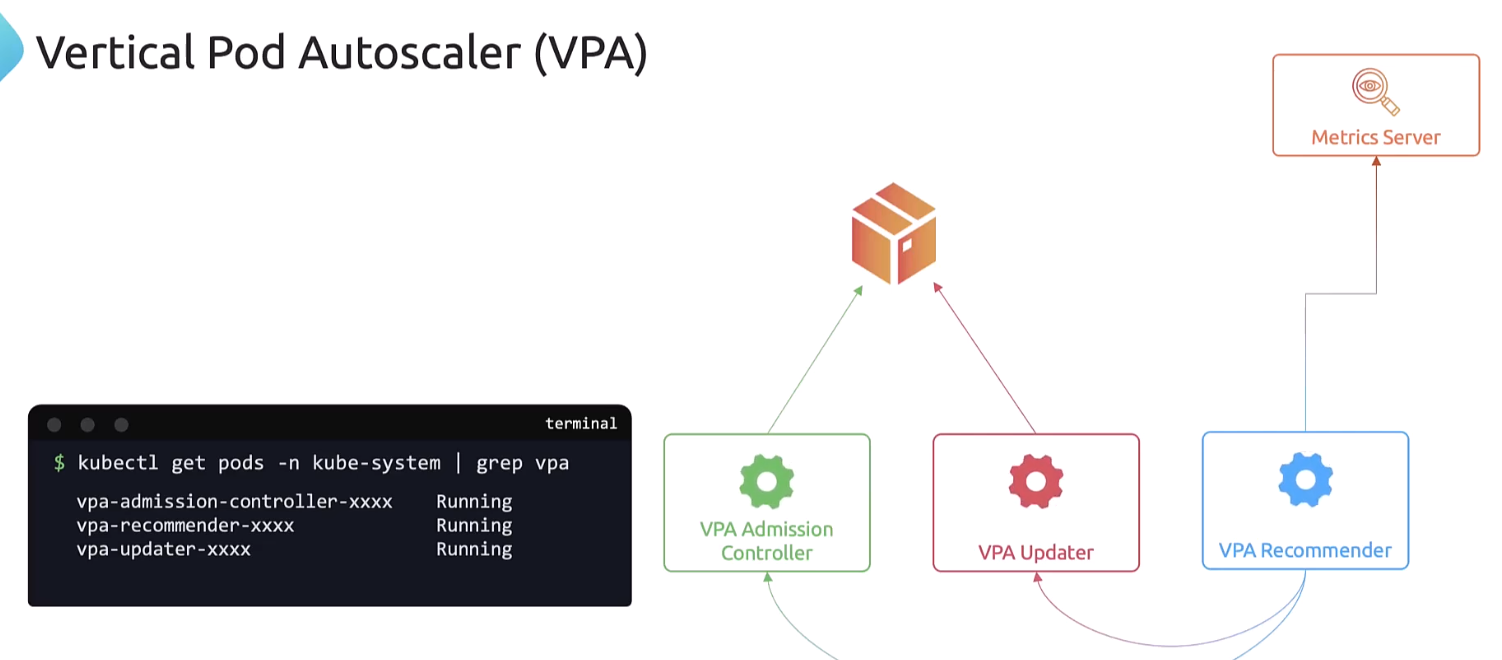 Vertical Pod Autoscaler (VPA)
Metrics Server
terminal
$ kubectl get pods -n kube-system | grep vpa
vpa-admission-controller-xxxx Running
vpa-recommender-xxxx Running
vpa-updater-xxxx Running
VPA Admission
Controller
VPA Updater
VPA Recommender